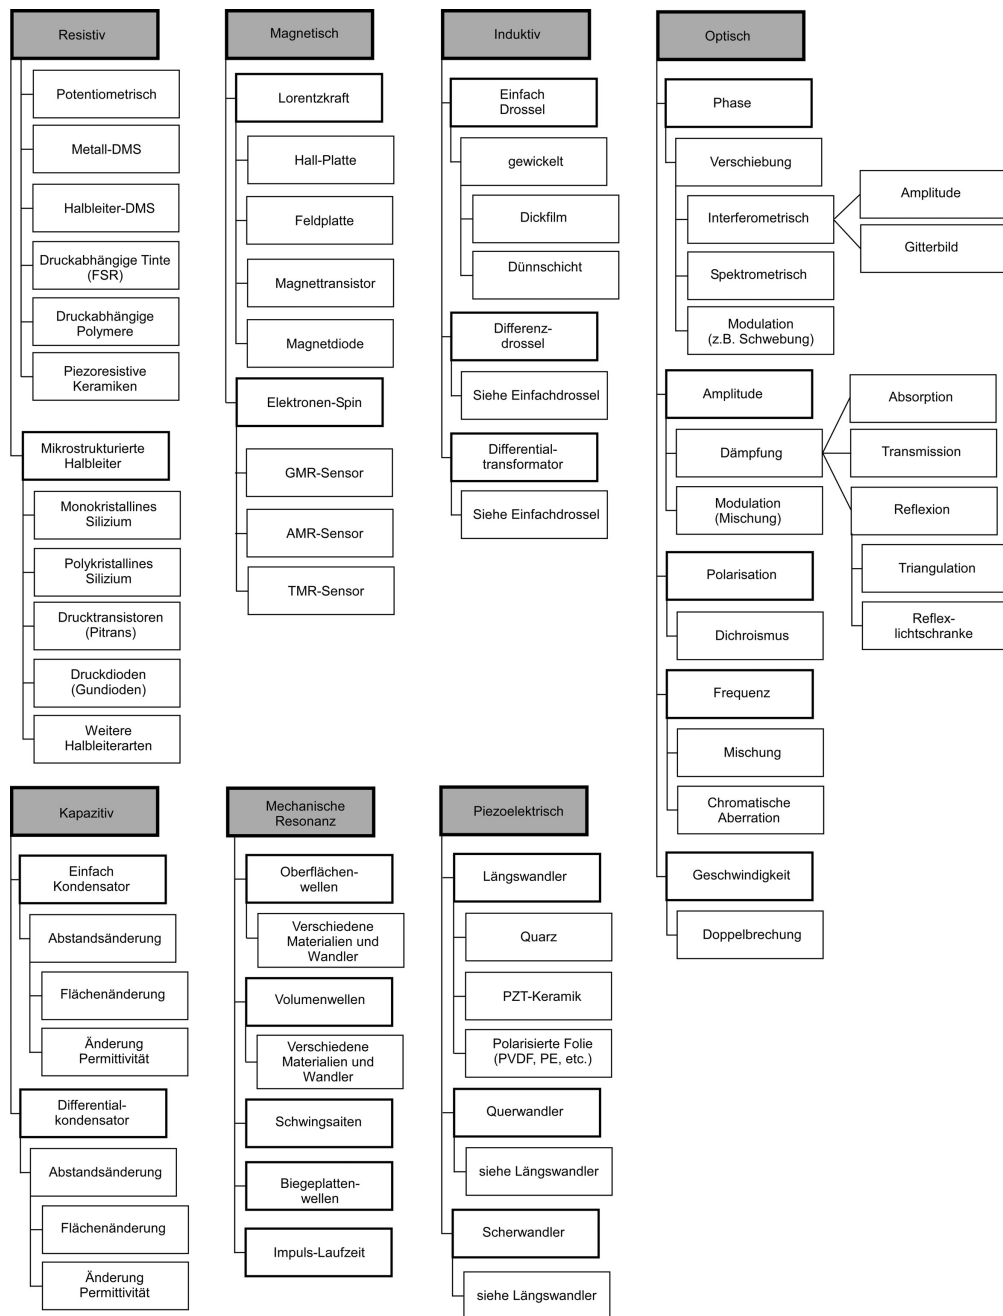 Resistiv
Potentiometrisch
Metall-DMS
Halbleiter-DMS
Druckabhängige Tinte
(FSR)
Druckabhängige
Polymere
Piezoresistive
Keramiken
Mikrostrukturierte
Halbleiter
Monokristallines
Silizium
Polykristallines
Silizium
Drucktransistoren
(Pitrans)
Druckdioden
(Gundioden)
Weitere
Halbleiterarten
Magnetisch
Lorentzkraft
Hall-Platte
Feldplatte
Magnettransistor
Magnetdiode
Elektronen-Spin
GMR-Sensor
AMR-Sensor
TMR-Sensor
Induktiv
Einfach
Drossel
gewickelt
Dickfilm
Dünnschicht
Differenz-
drossel
Siehe Einfachdrossel
Differential-
transformator
Siehe Einfachdrossel
Optisch
Phase
Verschiebung
Interferometrisch
Amplitude
Gitterbild
Spektrometrisch
Modulation
(z.B. Schwebung)
Amplitude
Dämpfung
Absorption
Transmission
Reflexion
Triangulation
Reflex-
lichtschranke
Modulation
(Mischung)
Polarisation
Dichroismus
Frequenz
Mischung
Chromatische
Aberration
Geschwindigkeit
Doppelbrechung
Kapazitiv
Einfach
Kondensator
Abstandsänderung
Flächenänderung
Änderung
Permittivität
Differential-
kondensator
Abstandsänderung
Flächenänderung
Änderung
Permittivität
Mechanische
Resonanz
Oberflächen-
wellen
Verschiedene
Materialien und
Wandler
Volumenwellen
Verschiedene
Materialien und
Wandler
Schwingsaiten
Biegeplatten-
wellen
Impuls-Laufzeit
Piezoelektrisch
Längswandler
Quarz
PZT-Keramik
Polarisierte Folie
(PVDF, PE, etc.)
Querwandler
siehe Längswandler
Scherwandler
siehe Längswandler